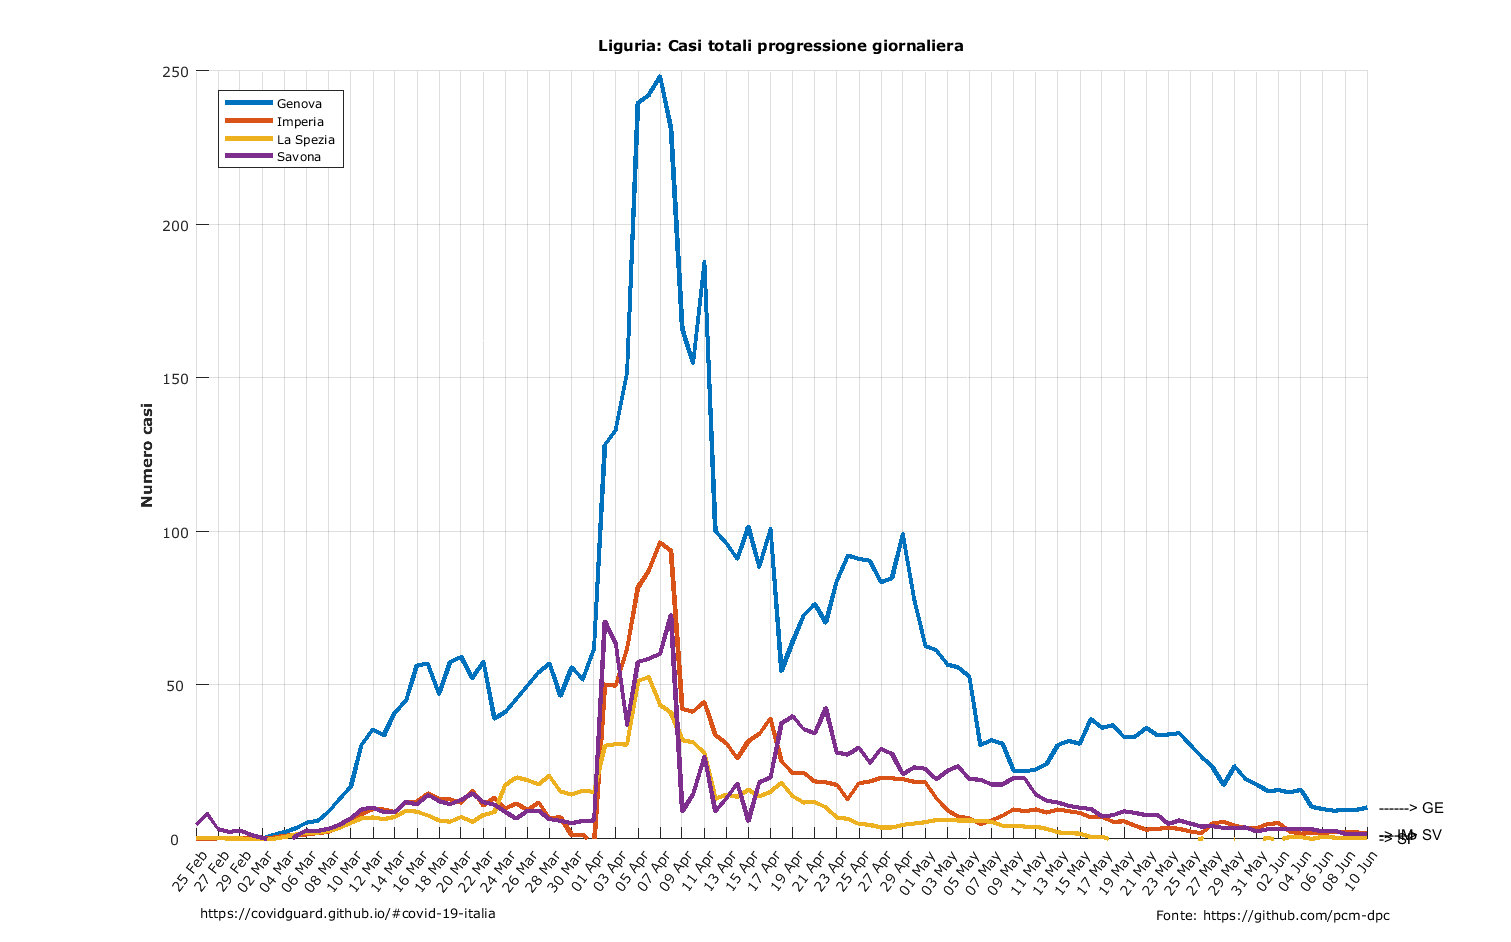 Liguria: Casi totali progressione giornaliera
250
200
150
100
50
0
Numero casi
Genova
Imperia
La Spezia
Savona
------> GE
SV
25 Feb
27 Feb
29 Feb
02 Mar
04 Mar
06 Mar
08 Mar
10 Mar
12 Mar
14 Mar
16 Mar
18 Mar
20 Mar
22 Mar
24 Mar
26 Mar
28 Mar
30 Mar
01 Apr
03 Apr
05 Apr
07 Apr
09 Apr
11 Apr
13 Apr
15 Apr
17 Apr
19 Apr
21 Apr
23 Apr
25 Apr
27 Apr
29 Apr
01 May
03 May
05 May
07 May
09 May
11 May
13 May
15 May
17 May
19 May
21 May
23 May
25 May
27 May
29 May
31 May
02 Jun
04 Jun
06 Jun
08 Jun
10 Jun
https://covidguard.github.io/#covid-19-italia
Fonte: https://github.com/pcm-dpc